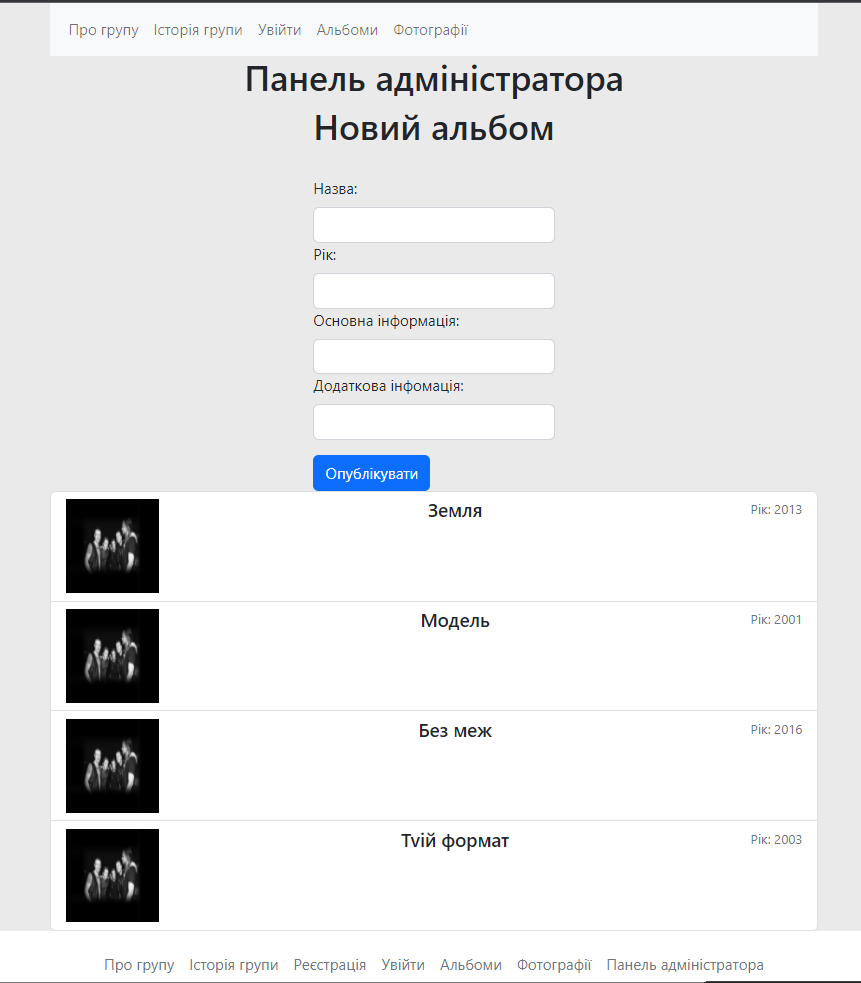 Про групу Історія групи Увійти Альбоми Фотографії
Панель адміністратора
Новий альбом
Назва:
Рік:
Основна інформація:
Додаткова інфомація:
Опублікувати
Земля Рік: 2013
Модель Рік: 2001
Без меж Рік: 2016
Tvій формат Рік: 2003
Про групу Історія групи Реєстрація Увійти Альбоми Фотографії Панель адміністратора